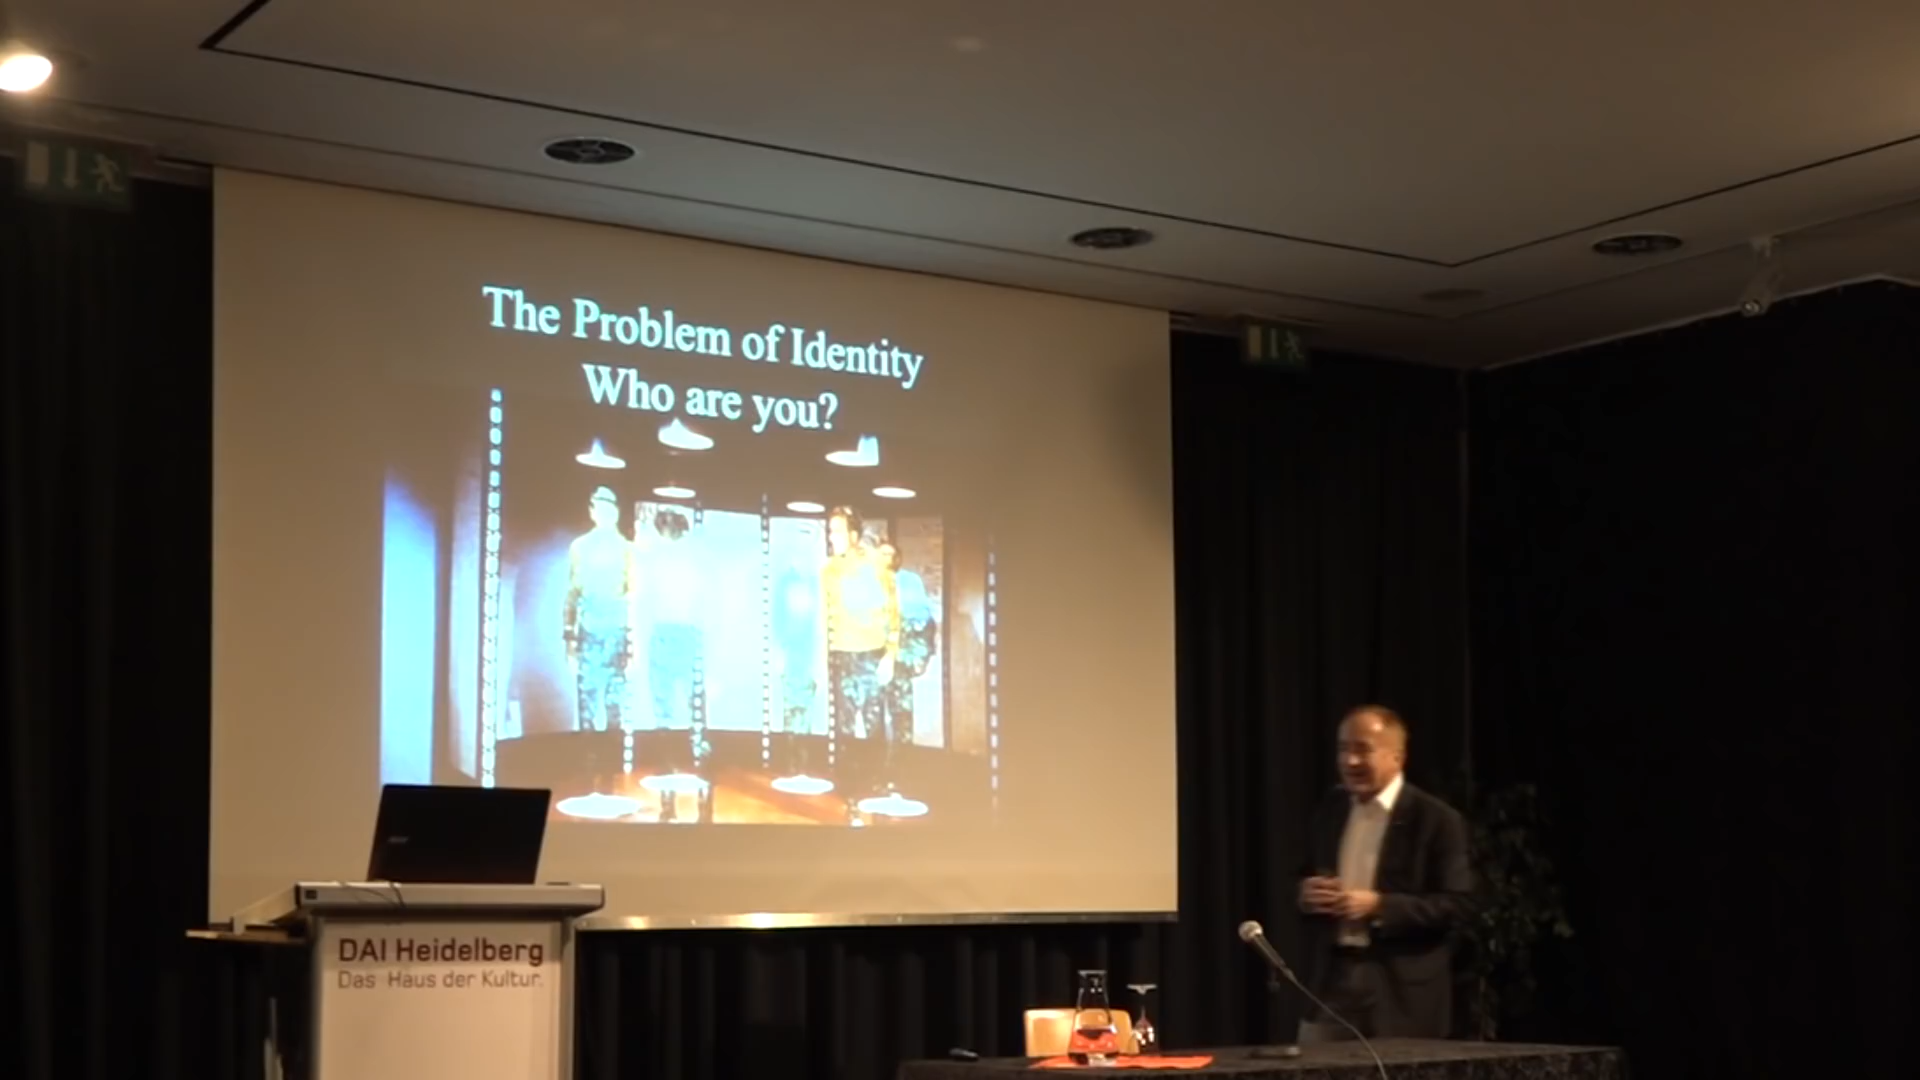 The Problem of Identity
Who are you?
DAI Heidelberg
Das Haus der Kultur.